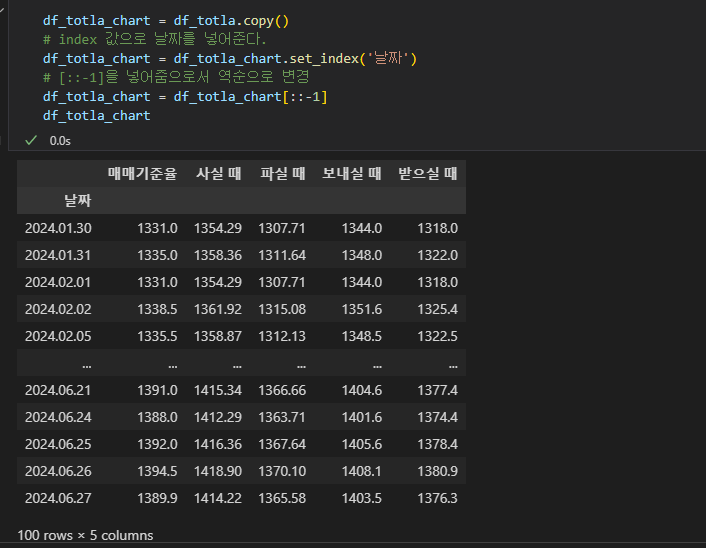 df_totla_chart = df_totla.copy()
# index 값으로 날짜를 넣어준다.
df_totla_chart = df_totla_chart.set_index('날짜')
# [::-1]을 넣어줌으로서 역순으로 변경
df_totla_chart = df_totla_chart[::-1]
df_totla_chart
0.0s
매매기준율 사실 때 파실 때 보내실 때 받으실 때
날짜
2024.01.30 1331.0 1354.29 1307.71 1344.0 1318.0
2024.01.31 1335.0 1358.36 1311.64 1348.0 1322.0
2024.02.01 1331.0 1354.29 1307.71 1344.0 1318.0
2024.02.02 1338.5 1361.92 1315.08 1351.6 1325.4
2024.02.05 1335.5 1358.87 1312.13 1348.5 1322.5
... ... ... ... ... ...
2024.06.21 1391.0 1415.34 1366.66 1404.6 1377.4
2024.06.24 1388.0 1412.29 1363.71 1401.6 1374.4
2024.06.25 1392.0 1416.36 1367.64 1405.6 1378.4
2024.06.26 1394.5 1418.90 1370.10 1408.1 1380.9
2024.06.27 1389.9 1414.22 1365.58 1403.5 1376.3
100 rows × 5 columns